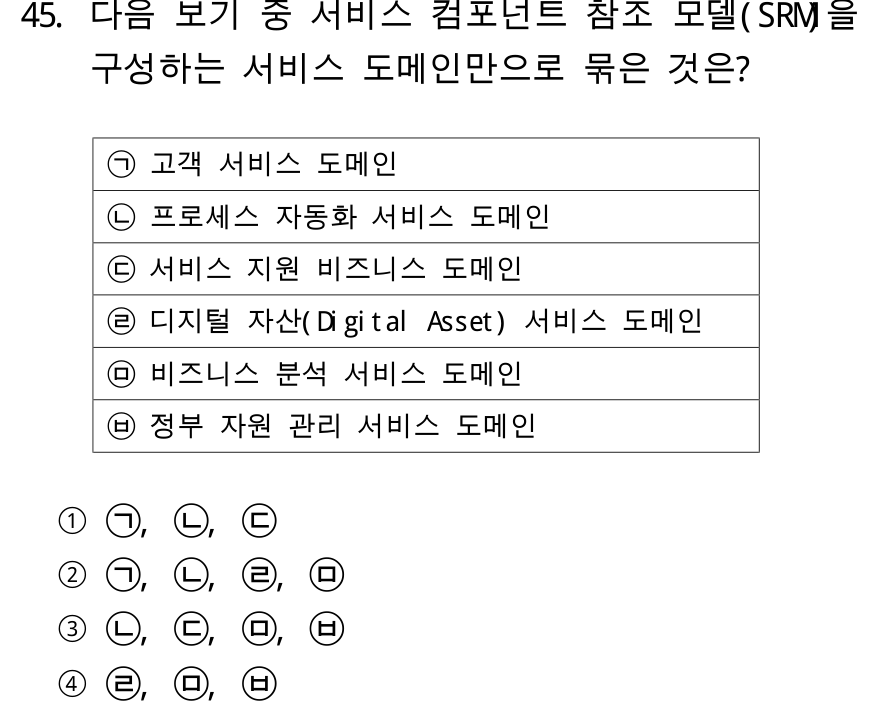 45. 다음 보기 중 서비스 컴포넌트 참조 모델(SRM)을
구성하는 서비스 도메인만으로 묶은 것은?
㉠ 고객 서비스 도메인
㉡ 프로세스 자동화 서비스 도메인
㉢ 서비스 지원 비즈니스 도메인
㉣ 디지털 자산(Digital Asset) 서비스 도메인
㉤ 비즈니스 분석 서비스 도메인
㉥ 정부 자원 관리 서비스 도메인
① ㉠, ㉡, ㉢
② ㉠, ㉡, ㉣, ㉤
③ ㉡, ㉢, ㉤, ㉥
④ ㉣, ㉤, ㉥